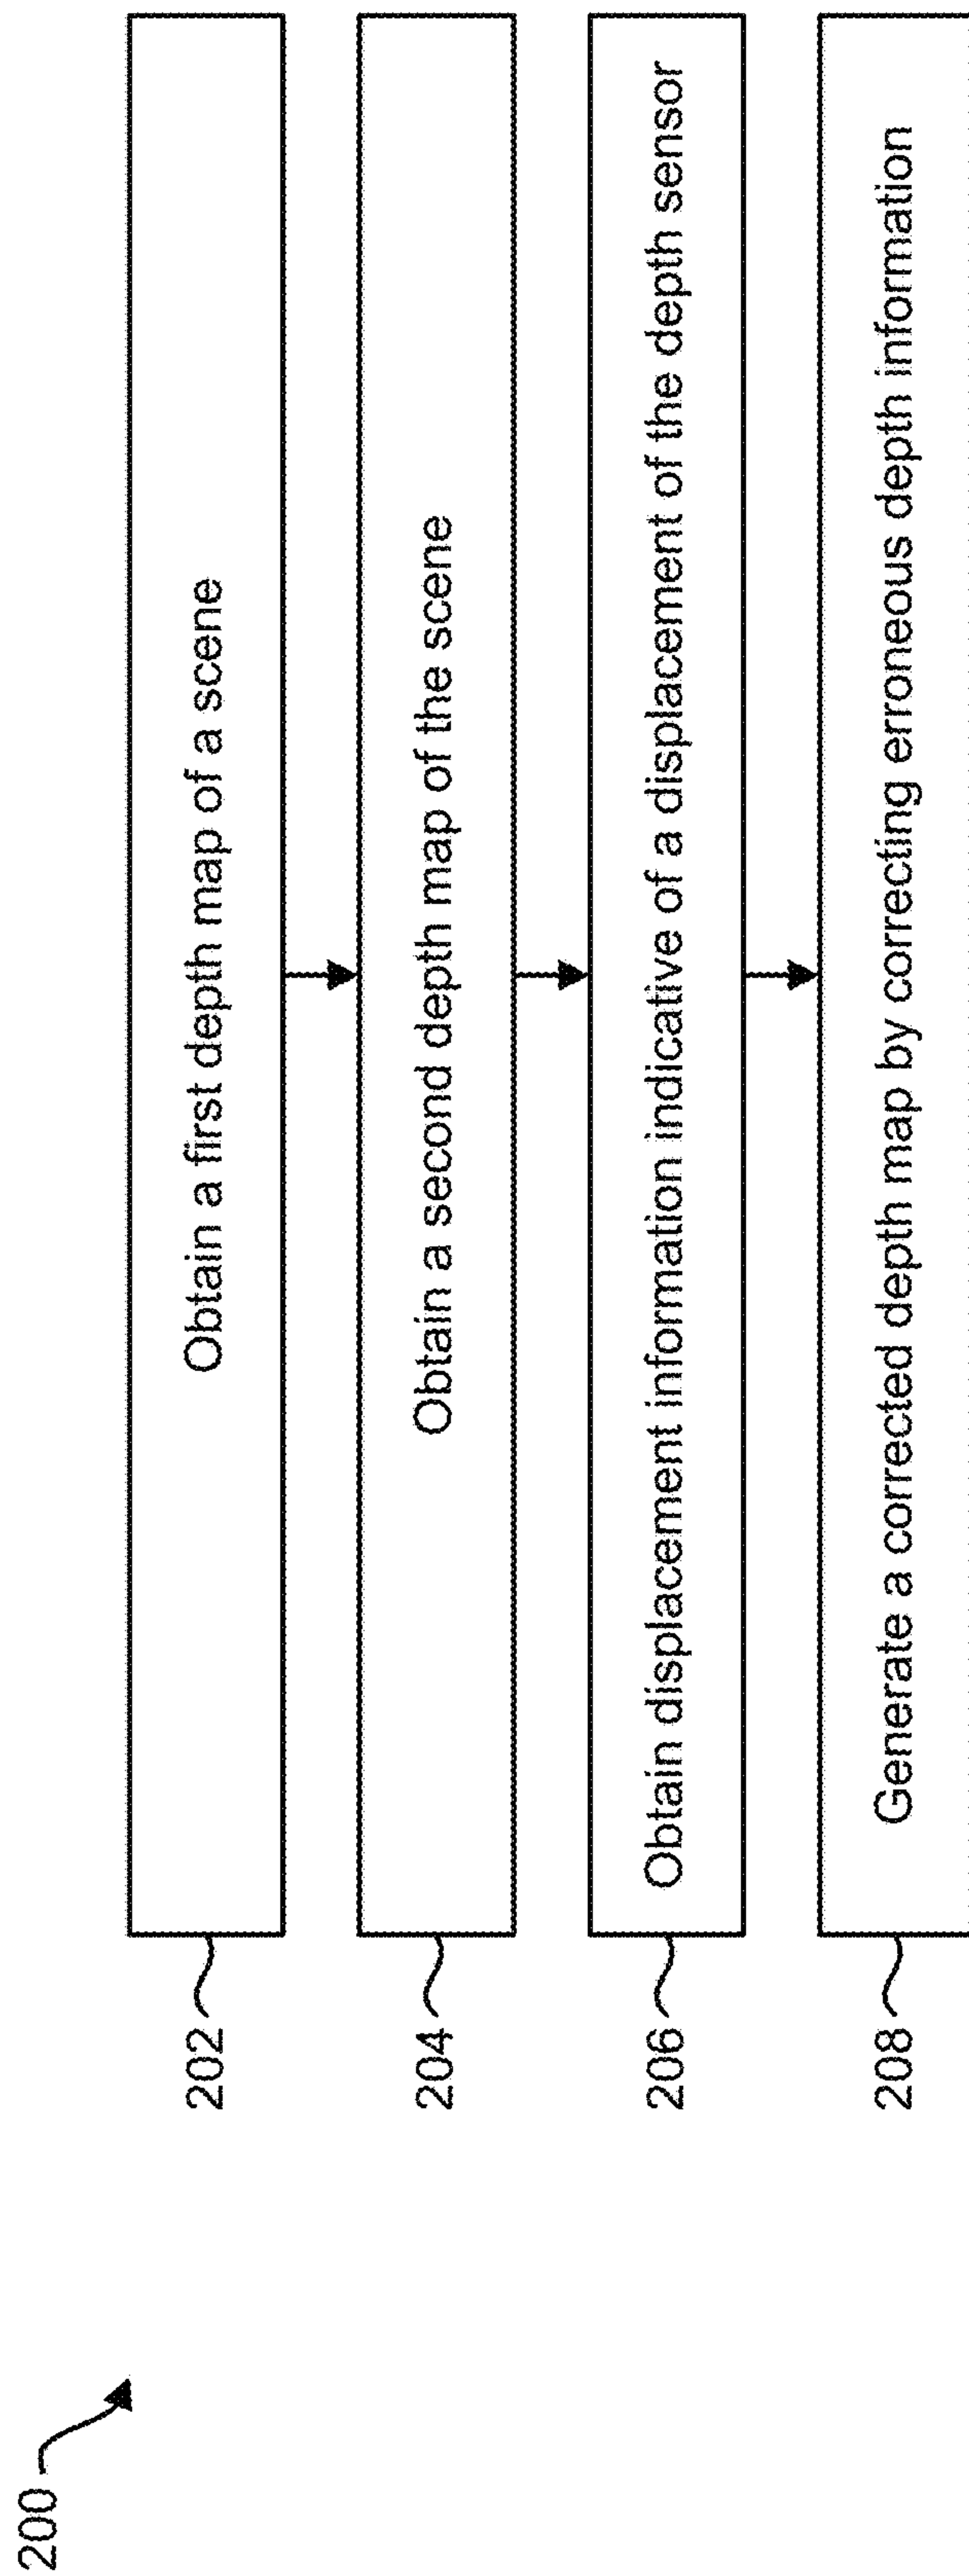 200
202
Obtain a first depth map of a scene
204
Obtain a second depth map of the scene
206
Obtain displacement information indicative of a displacement of the depth sensor
208
Generate a corrected depth map by correcting erroneous depth information